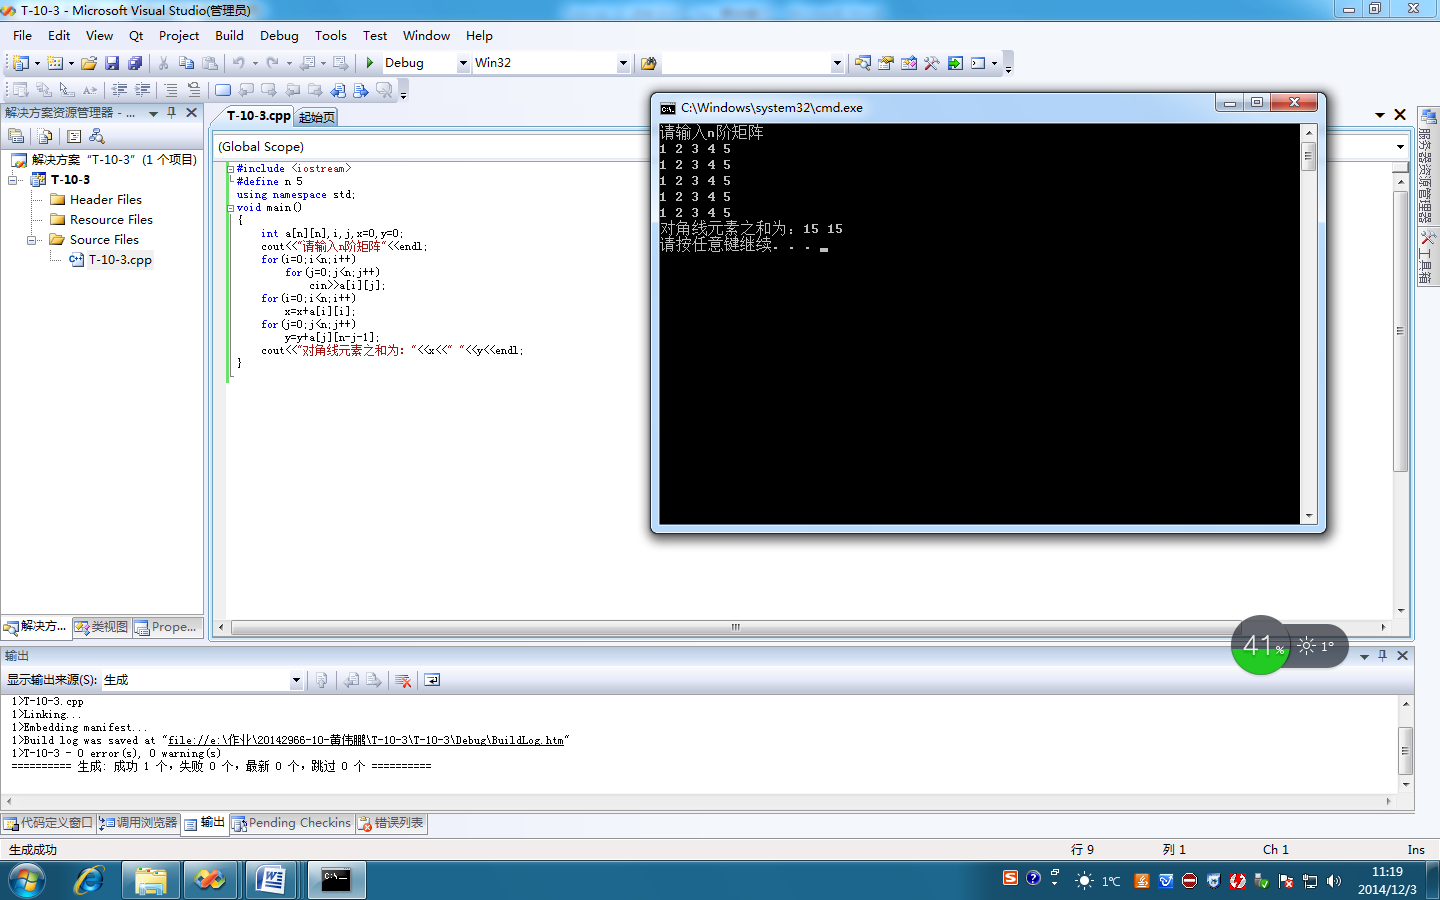 T-10-3 - Microsoft Visual Studio(管理员)
File Edit View Qt Project Build Debug Tools Test Window Help
Debug Win32
解决方案资源管理器 - ...
解决方案 "T-10-3" (1 个项目)
T-10-3
Header Files
Resource Files
Source Files
T-10-3.cpp
解决方... 类视图 Prope...
T-10-3.cpp 起始页
(Global Scope)
#include <iostream>
#define n 5
using namespace std;
void main()
{
int a[n][n],i,j,x=0,y=0;
cout<<"请输入n阶矩阵"<<endl;
for(i=0;i<n;i++)
for(j=0;j<n;j++)
cin>>a[i][j];
for(i=0;i<n;i++)
x=x+a[i][i];
for(j=0;j<n;j++)
y=y+a[j][n-j-1];
cout<<"对角线元素之和为："<<x<<" "<<y<<endl;
}
C:\Windows\system32\cmd.exe
请输入n阶矩阵
1 2 3 4 5
1 2 3 4 5
1 2 3 4 5
1 2 3 4 5
1 2 3 4 5
对角线元素之和为：15 15
请按任意键继续. . .
服务器资源管理器
工具箱
41% 1°
输出
显示输出来源(S): 生成
1>T-10-3.cpp
1>Linking...
1>Embedding manifest...
1>Build log was saved at "file://e:\作业\20142966-10-黄伟鹏\T-10-3\T-10-3\Debug\BuildLog.htm"
1>T-10-3 - 0 error(s), 0 warning(s)
========== 生成: 成功 1 个，失败 0 个，最新 0 个，跳过 0 个 ==========
代码定义窗口 调用浏览器 输出 Pending Checkins 错误列表
生成成功 行 9 列 1 Ch 1 Ins
1℃
11:19
2014/12/3